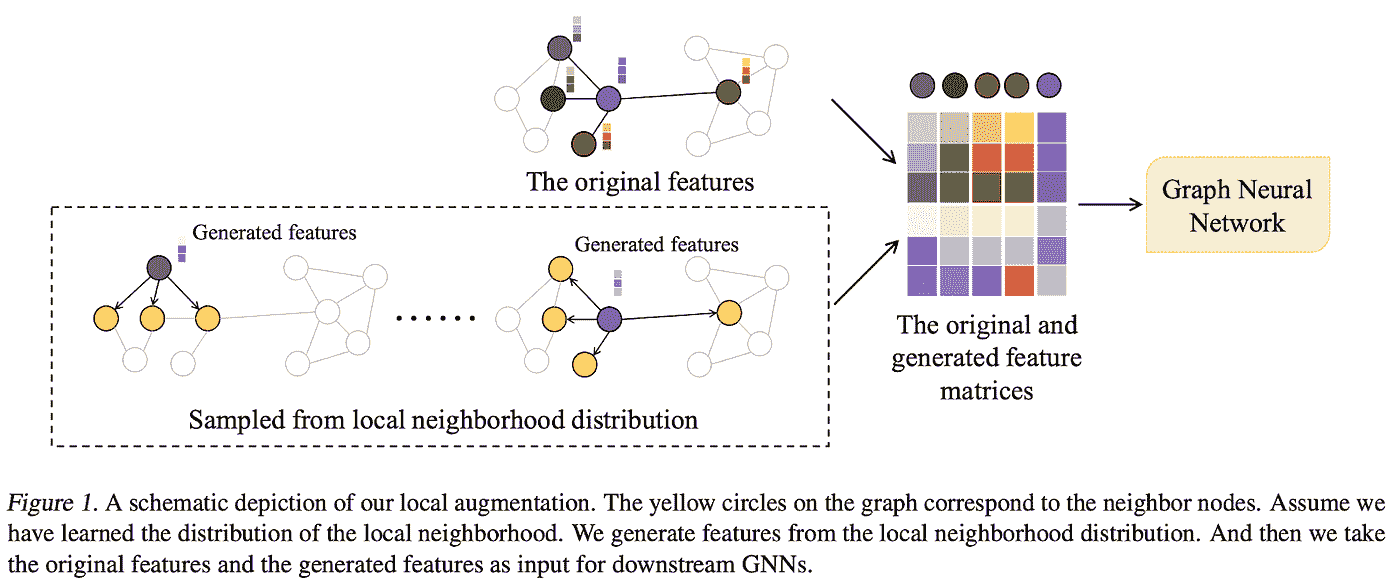 The original features
Generated features
Generated features
Sampled from local neighborhood distribution
The original and
generated feature
matrices
Graph Neural
Network
Figure 1. A schematic depiction of our local augmentation. The yellow circles on the graph correspond to the neighbor nodes. Assume we
have learned the distribution of the local neighborhood. We generate features from the local neighborhood distribution. And then we take
the original features and the generated features as input for downstream GNNs.